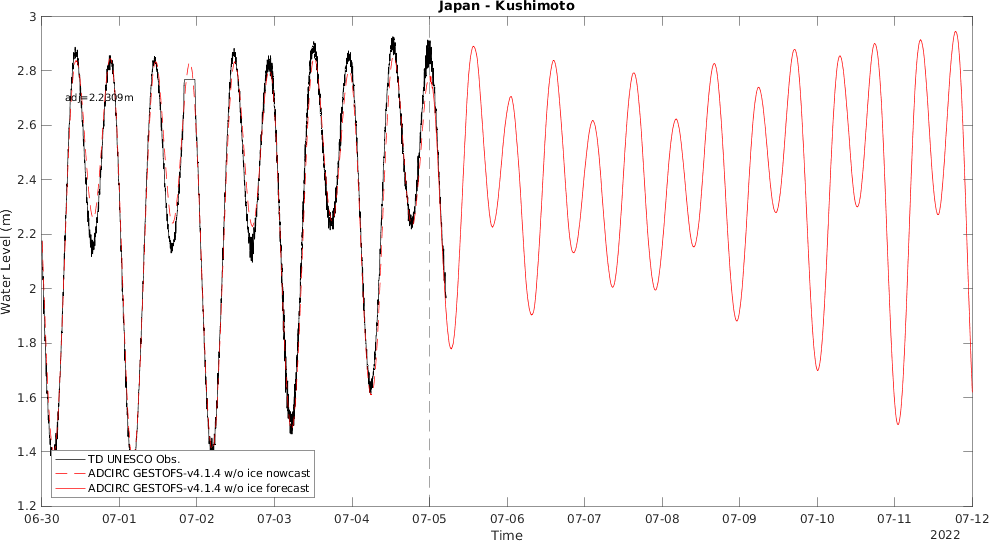 Japan - Kushimoto
3
2.8
2.6
2.4
2.2
2
1.8
1.6
1.4
1.2
Water Level (m)
adj=2.2309m
TD UNESCO Obs.
ADCIRC GESTOFS-v4.1.4 w/o ice nowcast
ADCIRC GESTOFS-v4.1.4 w/o ice forecast
06-30 07-01 07-02 07-03 07-04 07-05 07-06 07-07 07-08 07-09 07-10 07-11 07-12
Time
2022